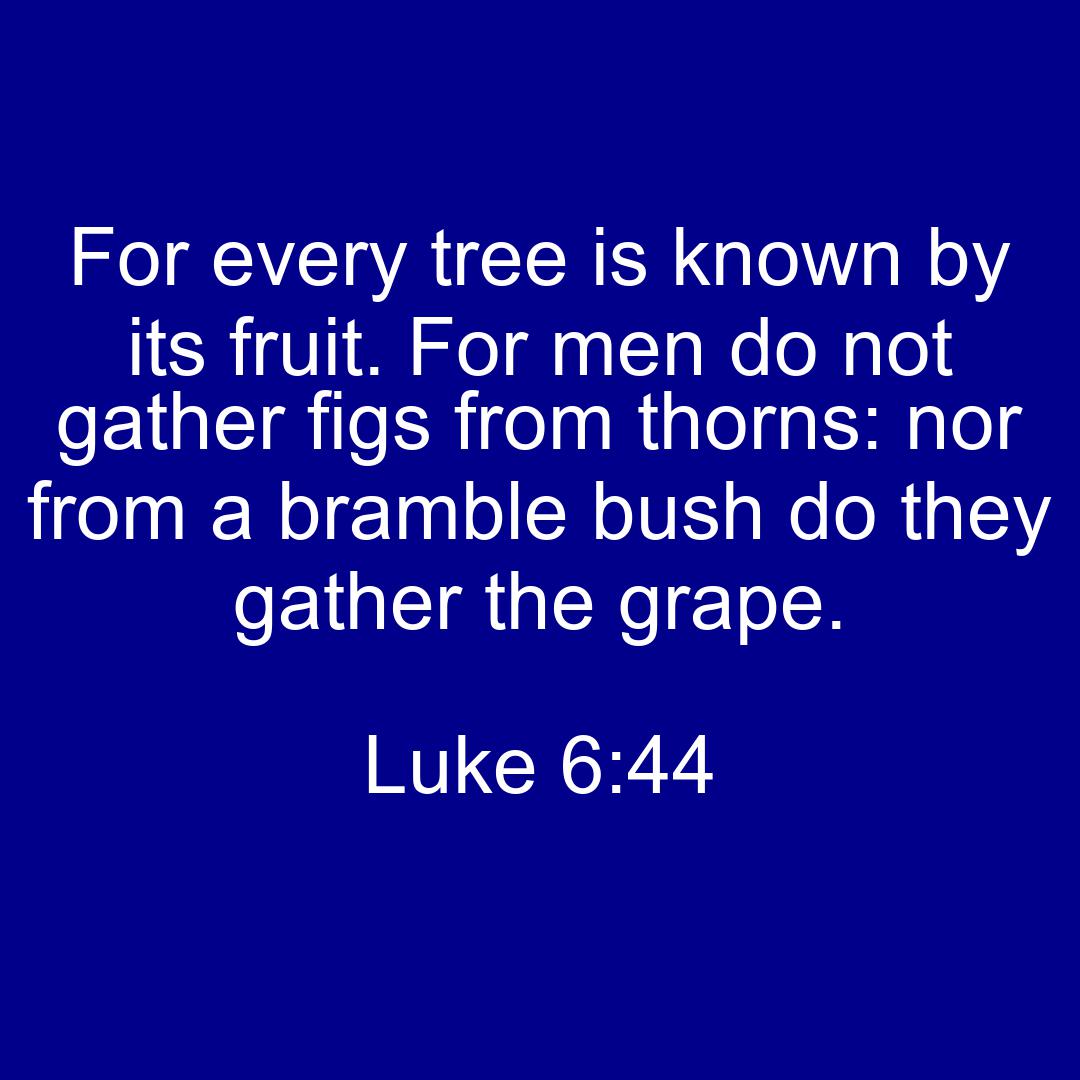 For every tree is known by
its fruit. For men do not
gather figs from thorns: nor
from a bramble bush do they
gather the grape.
Luke 6:44